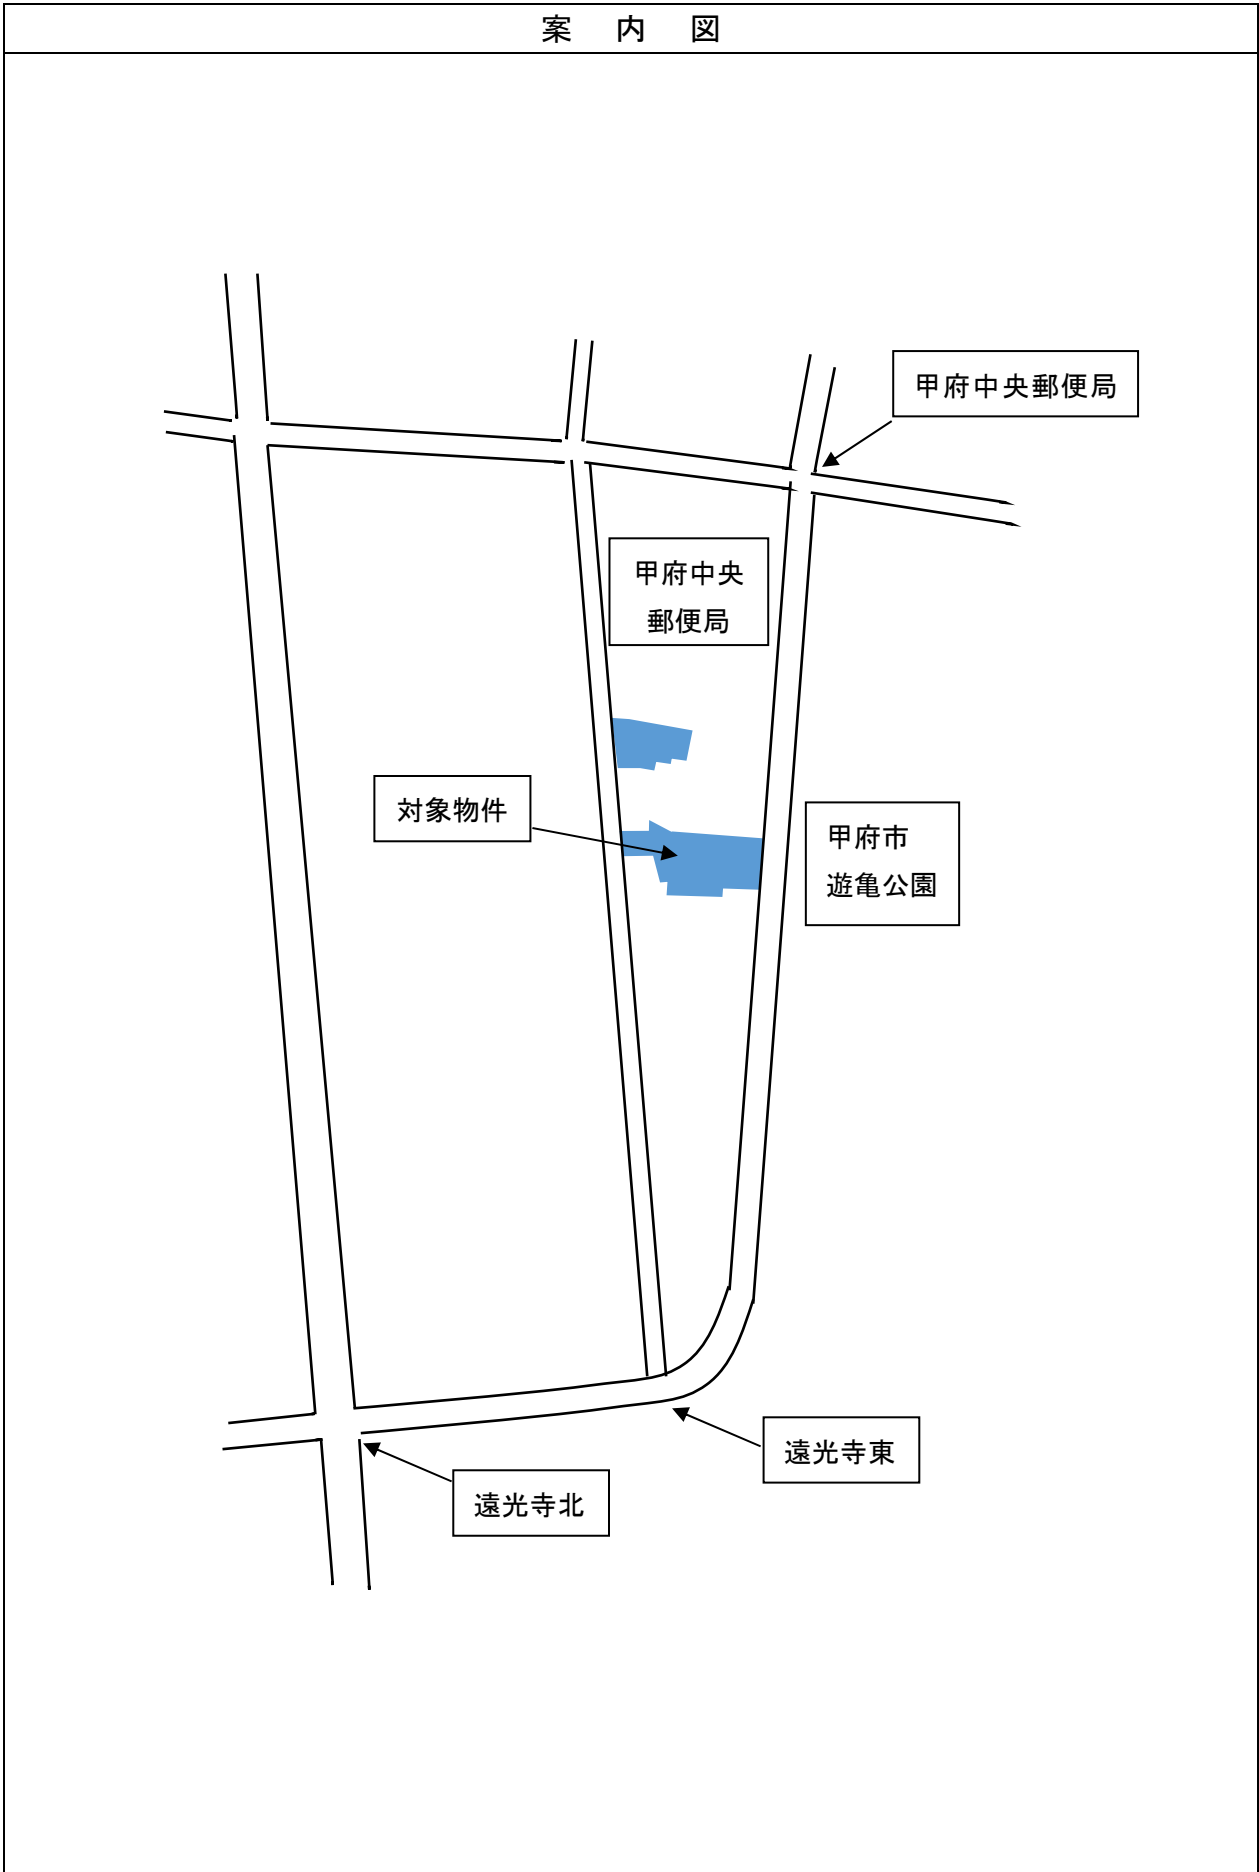 案 内 図
甲府中央郵便局
甲府中央
郵便局
対象物件
甲府市
遊亀公園
遠光寺東
遠光寺北